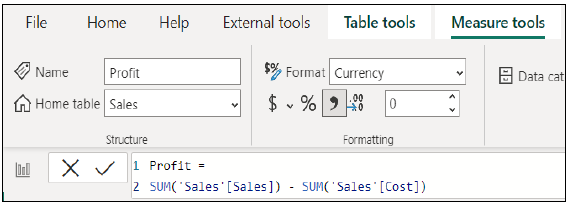 File Home Help External tools Table tools Measure tools
Name Profit $% Format Currency Data cat
Home table Sales $ % , .00 .0 0
Structure Formatting
1 Profit =
2 SUM('Sales'[Sales]) - SUM('Sales'[Cost])